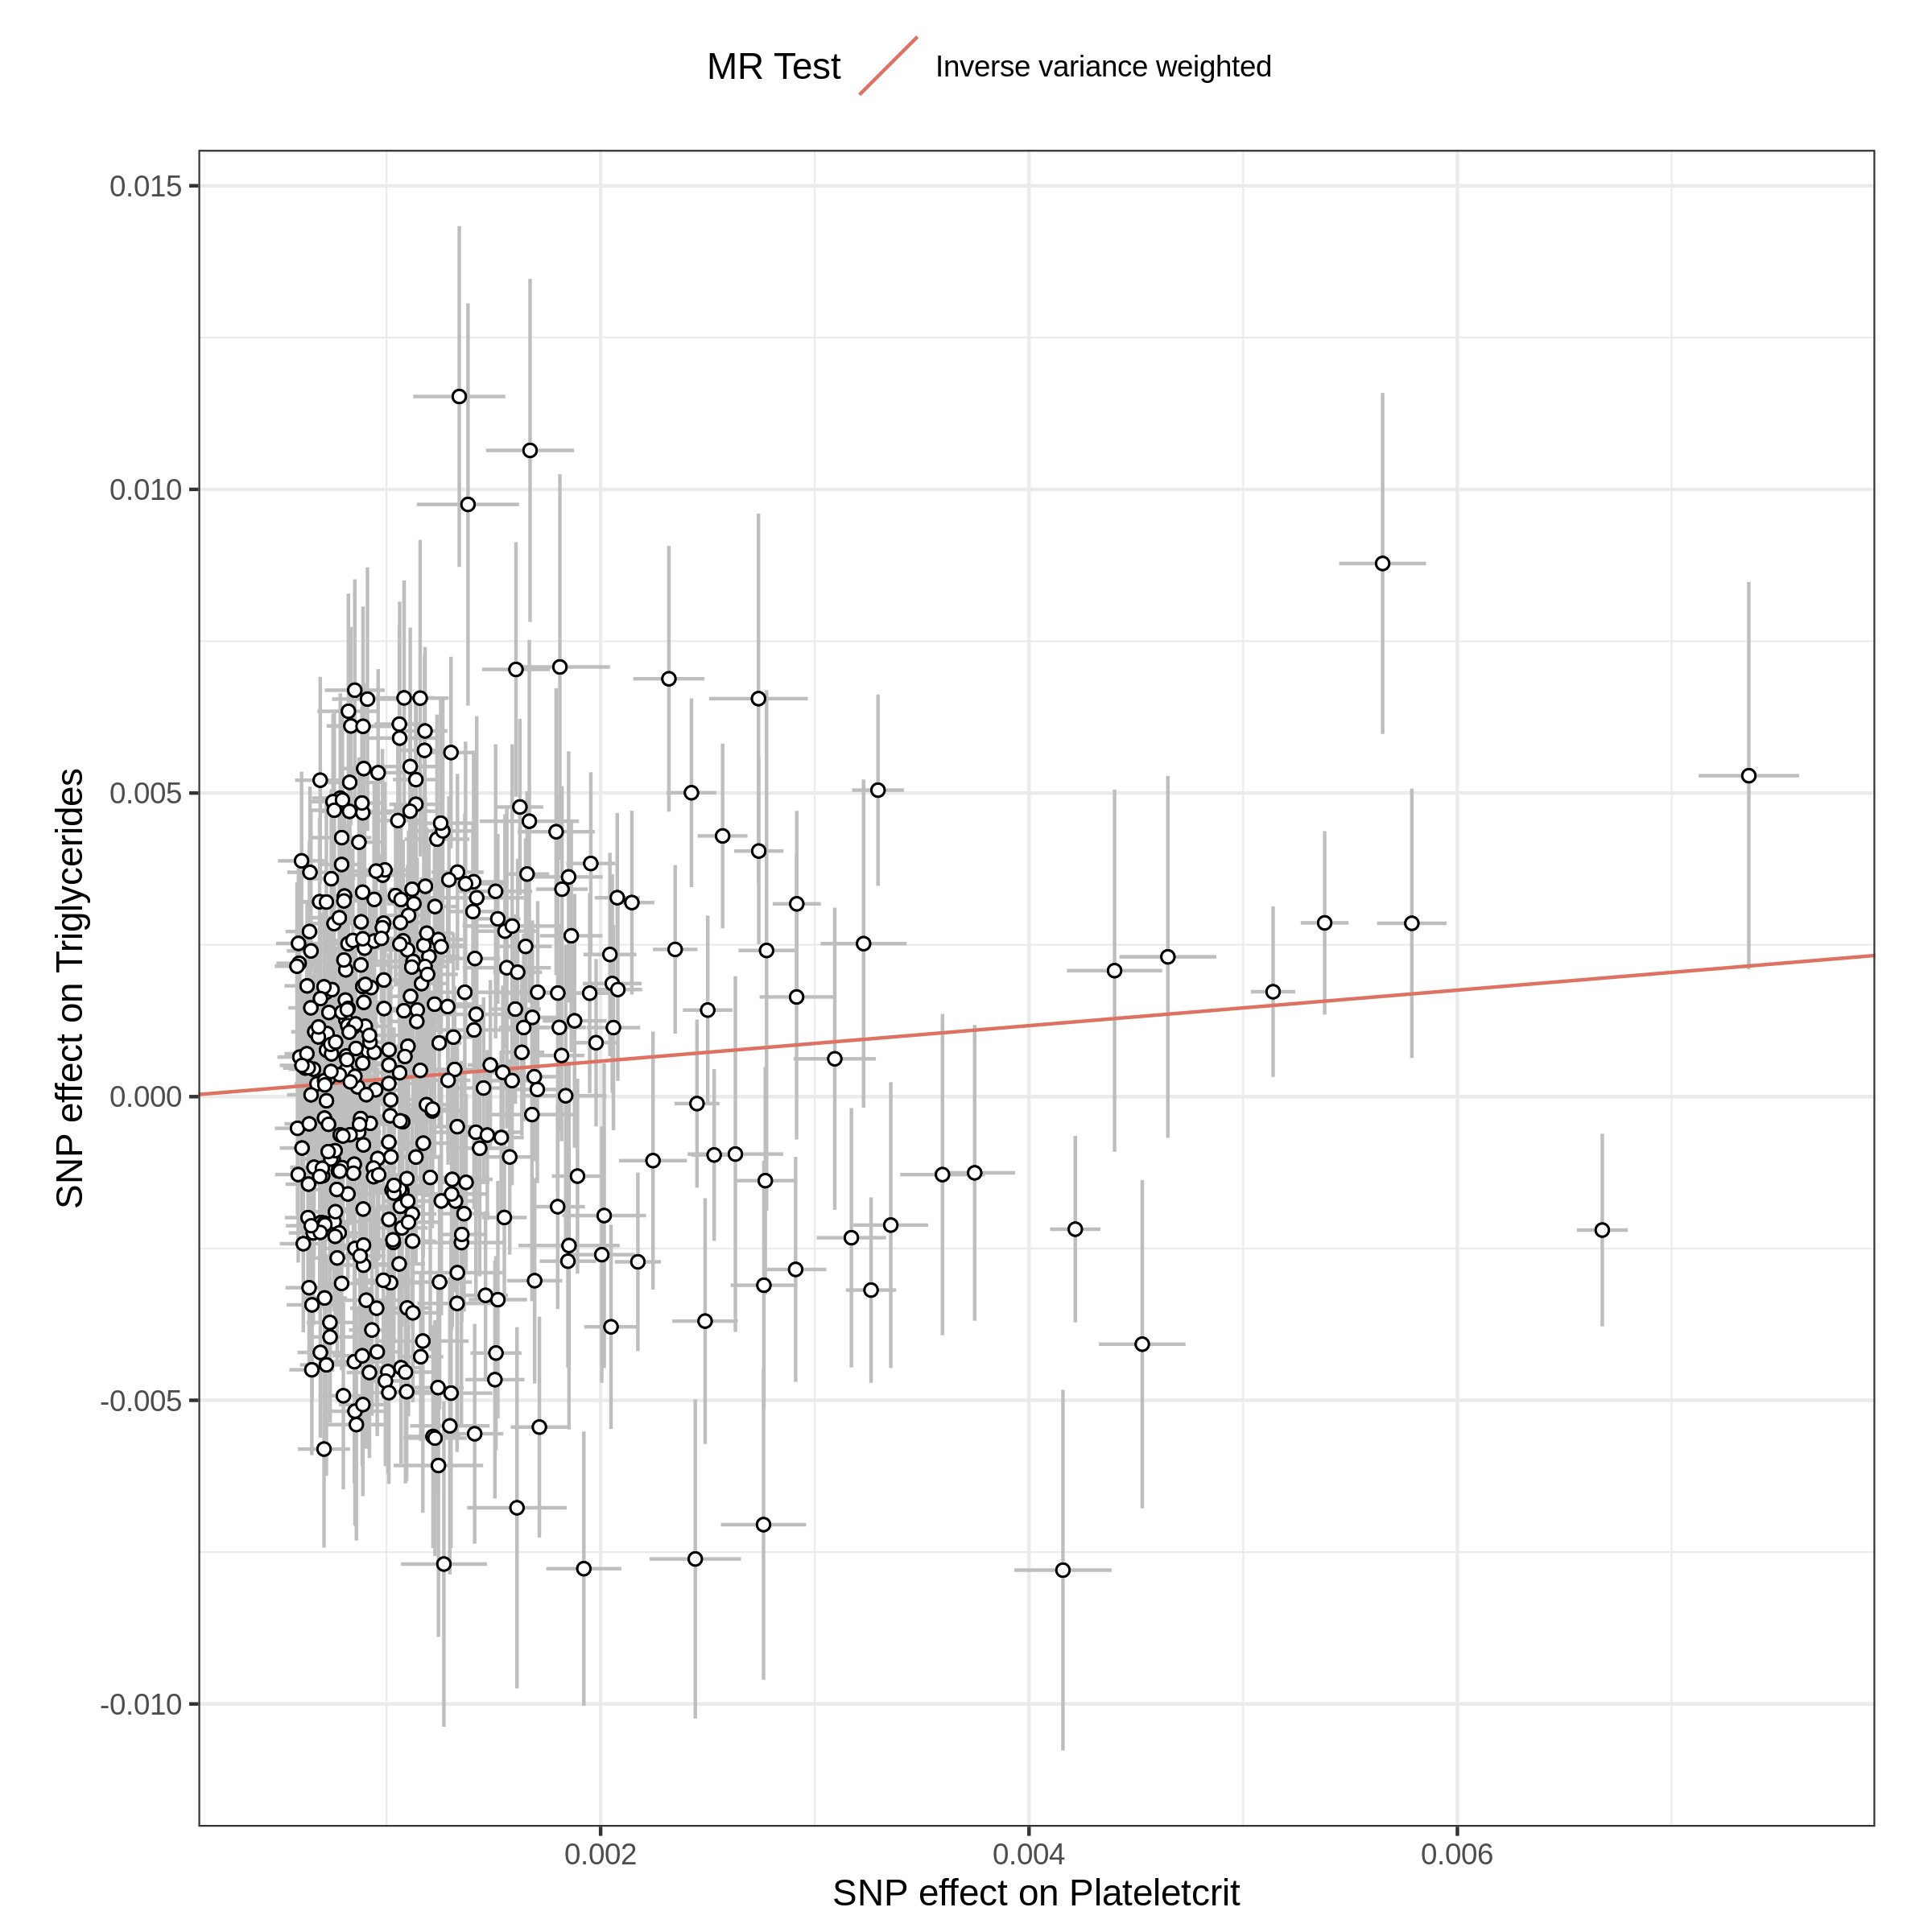 MR Test Inverse variance weighted
0.015
0.010
0.005
0.000
-0.005
-0.010
SNP effect on Triglycerides
0.002 0.004 0.006
SNP effect on Plateletcrit